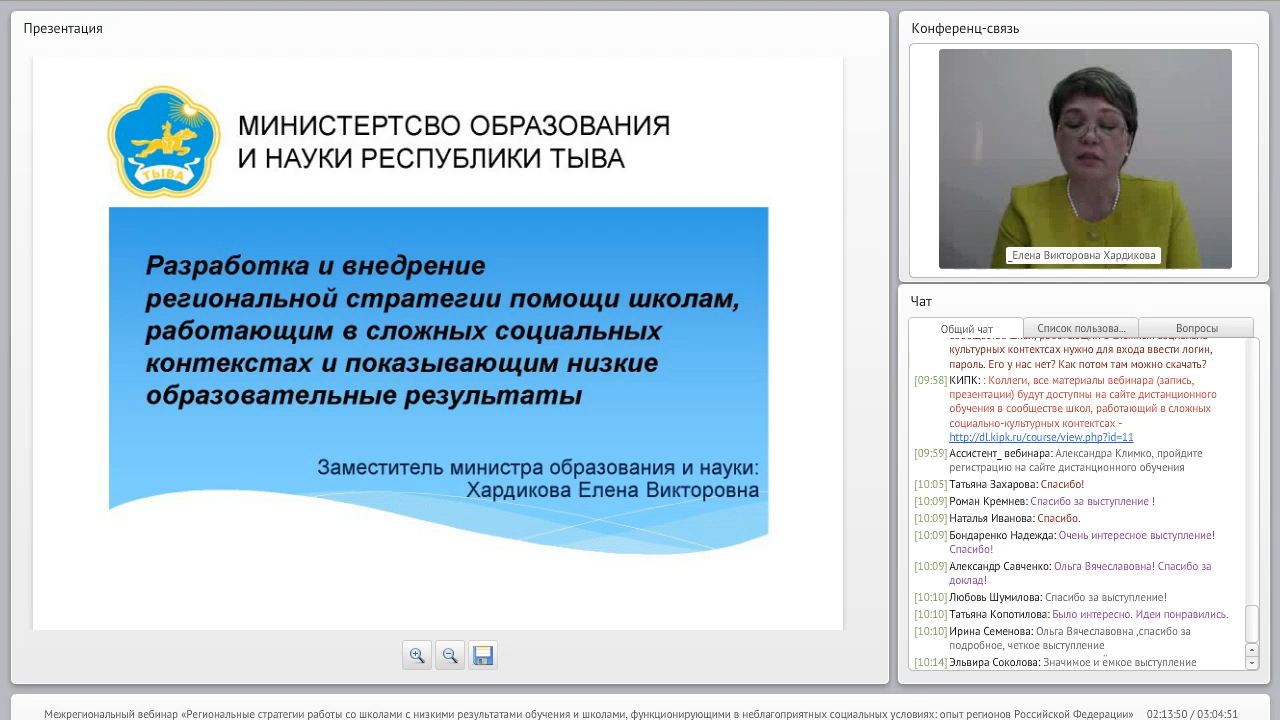 Презентация
ТЫВА
МИНИСТЕРТСВО ОБРАЗОВАНИЯ
И НАУКИ РЕСПУБЛИКИ ТЫВА
Разработка и внедрение
региональной стратегии помощи школам,
работающим в сложных социальных
контекстах и показывающим низкие
образовательные результаты
Заместитель министра образования и науки:
Хардикова Елена Викторовна
Конференц-связь
_Елена Викторовна Хардикова
Чат
Общий чат
Список пользова...
Вопросы
культурных контектсах нужно для входа ввести логин,
пароль. Его у нас нет? Как потом там можно скачать?
[09:58] КИПК: : Коллеги, все материалы вебинара (запись,
презентации) будут доступны на сайте дистанционного
обучения в сообществе школ, работающий в сложных
социально-культурных контектсах -
http://dl.kipk.ru/course/view.php?id=11
[09:59] Ассистент_ вебинара: Александра Климко, пройдите
регистрацию на сайте дистанционного обучения
[10:05] Татьяна Захарова: Спасибо!
[10:09] Роман Кремнев: Спасибо за выступление !
[10:09] Наталья Иванова: Спасибо.
[10:09] Бондаренко Надежда: Очень интересное выступление!
Спасибо!
[10:09] Александр Савченко: Ольга Вячеславовна! Спасибо за
доклад!
[10:10] Любовь Шумилова: Спасибо за выступление!
[10:10] Татьяна Копотилова: Было интересно. Идеи понравились.
[10:10] Ирина Семенова: Ольга Вячеславовна ,спасибо за
подробное, четкое выступление
[10:14] Эльвира Соколова: Значимое и ёмкое выступление
Межрегиональный вебинар «Региональные стратегии работы со школами с низкими результатами обучения и школами, функционирующими в неблагоприятных социальных условиях: опыт регионов Российской Федерации» 02:13:50 / 03:04:51